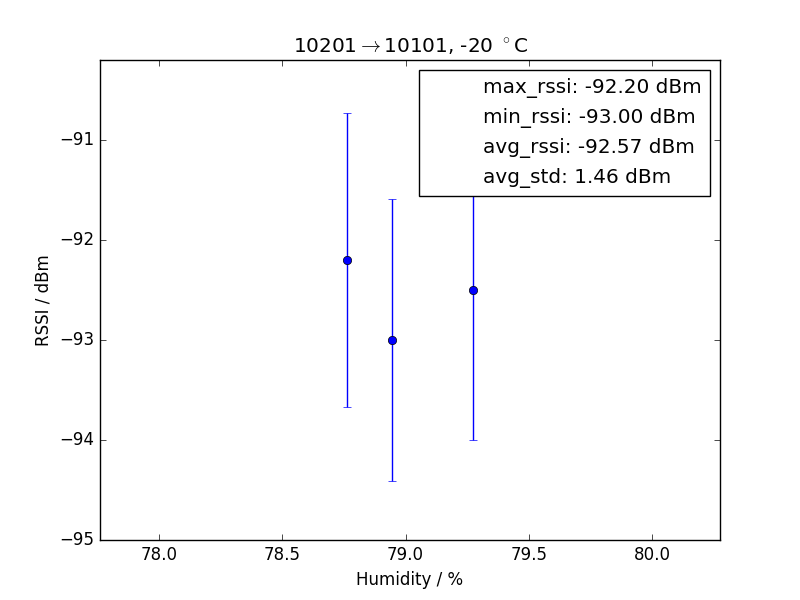 10201→10101, -20 °C
max_rssi: -92.20 dBm
min_rssi: -93.00 dBm
avg_rssi: -92.57 dBm
avg_std: 1.46 dBm
RSSI / dBm
−91
−92
−93
−94
−95
78.0 78.5 79.0 79.5 80.0
Humidity / %